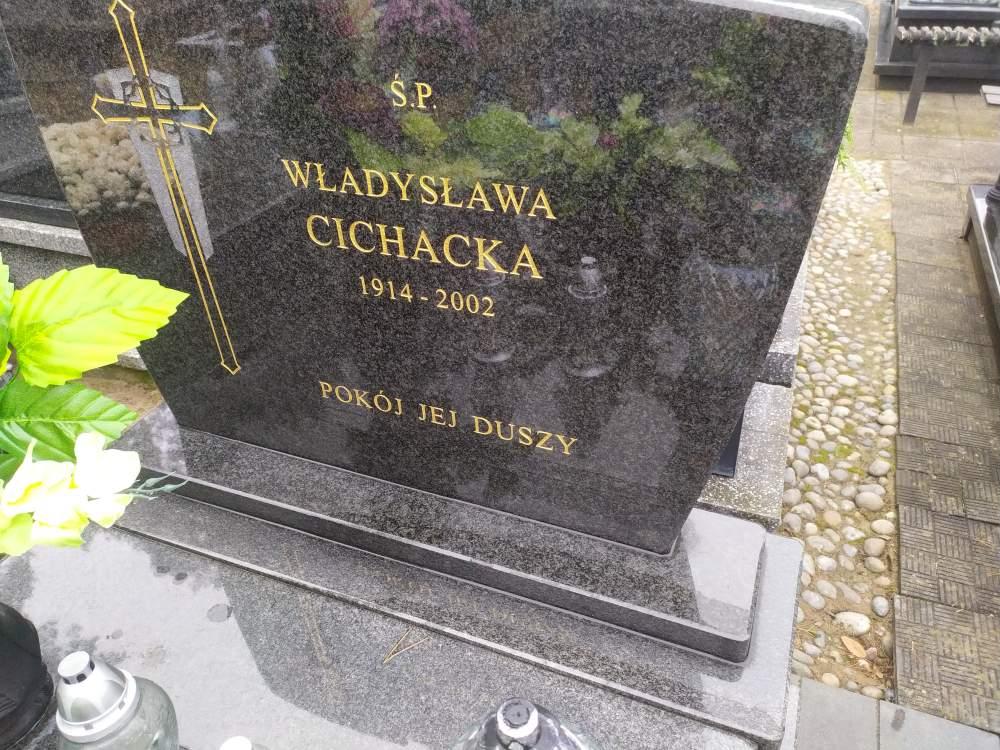 Ś.P.
WŁADYSŁAWA
CICHACKA
1914 - 2002
POKÓJ JEJ DUSZY